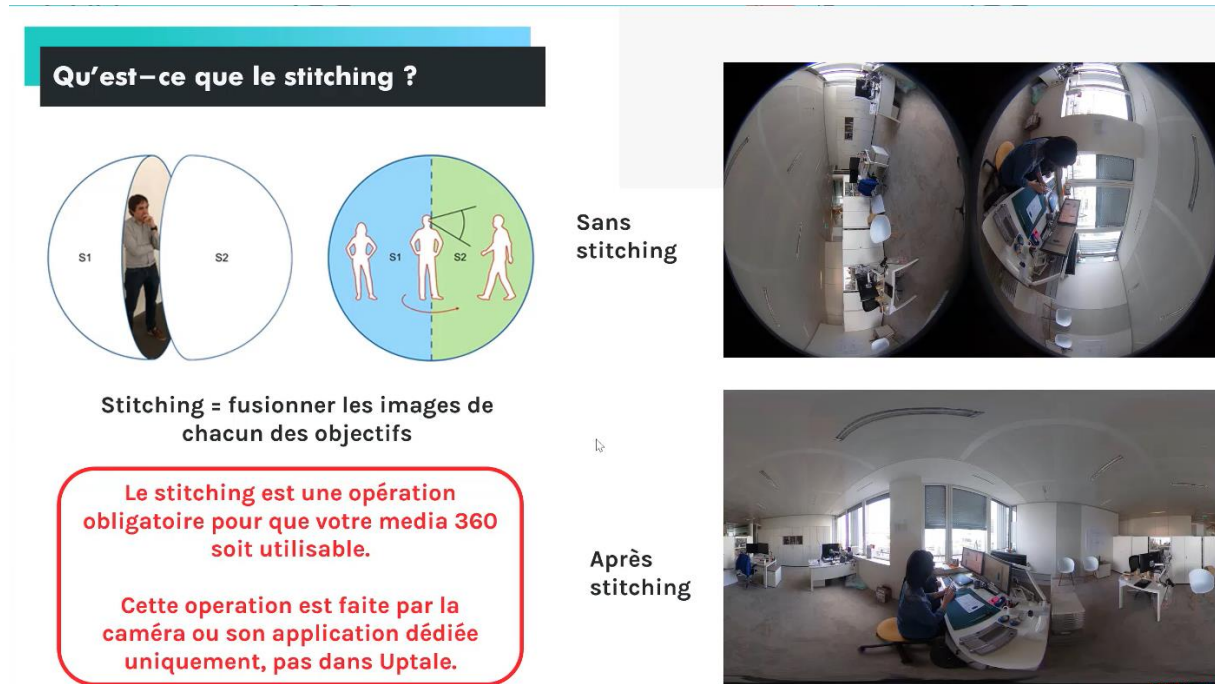 Qu'est-ce que le stitching ?
S1
S2
S1
S2
Stitching = fusionner les images de
chacun des objectifs
Le stitching est une opération
obligatoire pour que votre media 360
soit utilisable.
Cette operation est faite par la
caméra ou son application dédiée
uniquement, pas dans Uptale.
Sans
stitching
Après
stitching